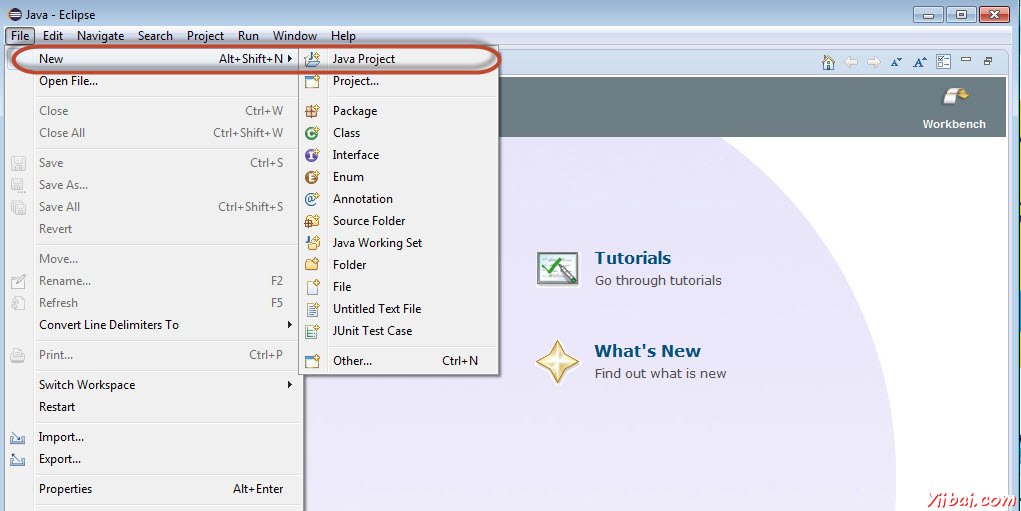 Java - Eclipse
File Edit Navigate Search Project Run Window Help
New Alt+Shift+N
Open File...
Close Ctrl+W
Close All Ctrl+Shift+W
Save Ctrl+S
Save As...
Save All Ctrl+Shift+S
Revert
Move...
Rename... F2
Refresh F5
Convert Line Delimiters To
Print... Ctrl+P
Switch Workspace
Restart
Import...
Export...
Properties Alt+Enter
Java Project
Project...
Package
Class
Interface
Enum
Annotation
Source Folder
Java Working Set
Folder
File
Untitled Text File
JUnit Test Case
Other... Ctrl+N
Workbench
Tutorials
Go through tutorials
What's New
Find out what is new
Yiibai.com